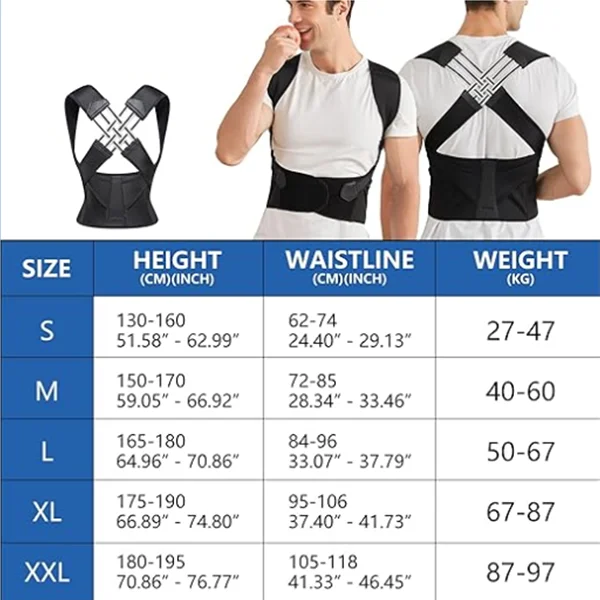 SIZE
HEIGHT
(CM)(INCH)
WAISTLINE
(CM)(INCH)
WEIGHT
(KG)
S
130-160
51.58” - 62.99”
62-74
24.40” - 29.13”
27-47
M
150-170
59.05” - 66.92”
72-85
28.34” - 33.46”
40-60
L
165-180
64.96” - 70.86”
84-96
33.07” - 37.79”
50-67
XL
175-190
66.89” - 74.80”
95-106
37.40” - 41.73”
67-87
XXL
180-195
70.86” - 76.77”
105-118
41.33” - 46.45”
87-97